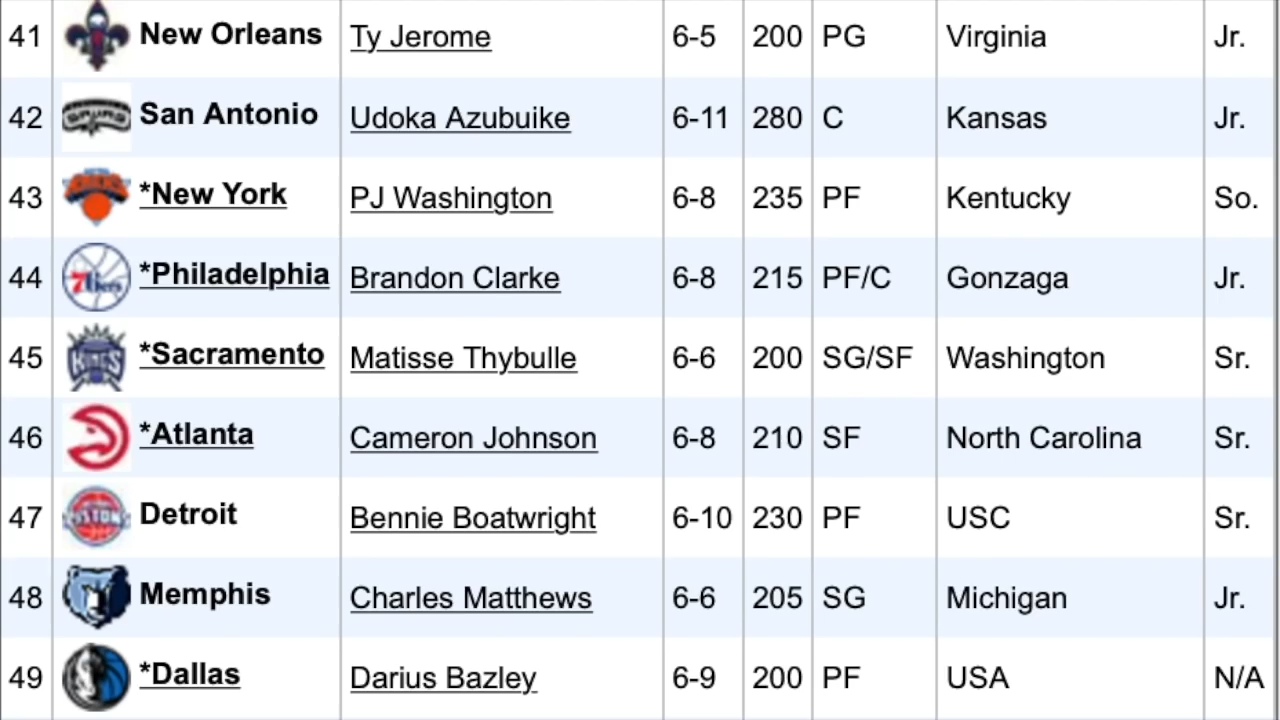 41 New Orleans Ty Jerome 6-5 200 PG Virginia Jr.
42 SPURS San Antonio Udoka Azubuike 6-11 280 C Kansas Jr.
43 *New York PJ Washington 6-8 235 PF Kentucky So.
44 76ers *Philadelphia Brandon Clarke 6-8 215 PF/C Gonzaga Jr.
45 KINGS *Sacramento Matisse Thybulle 6-6 200 SG/SF Washington Sr.
46 *Atlanta Cameron Johnson 6-8 210 SF North Carolina Sr.
47 PISTONS Detroit Bennie Boatwright 6-10 230 PF USC Sr.
48 Memphis Charles Matthews 6-6 205 SG Michigan Jr.
49 *Dallas Darius Bazley 6-9 200 PF USA N/A